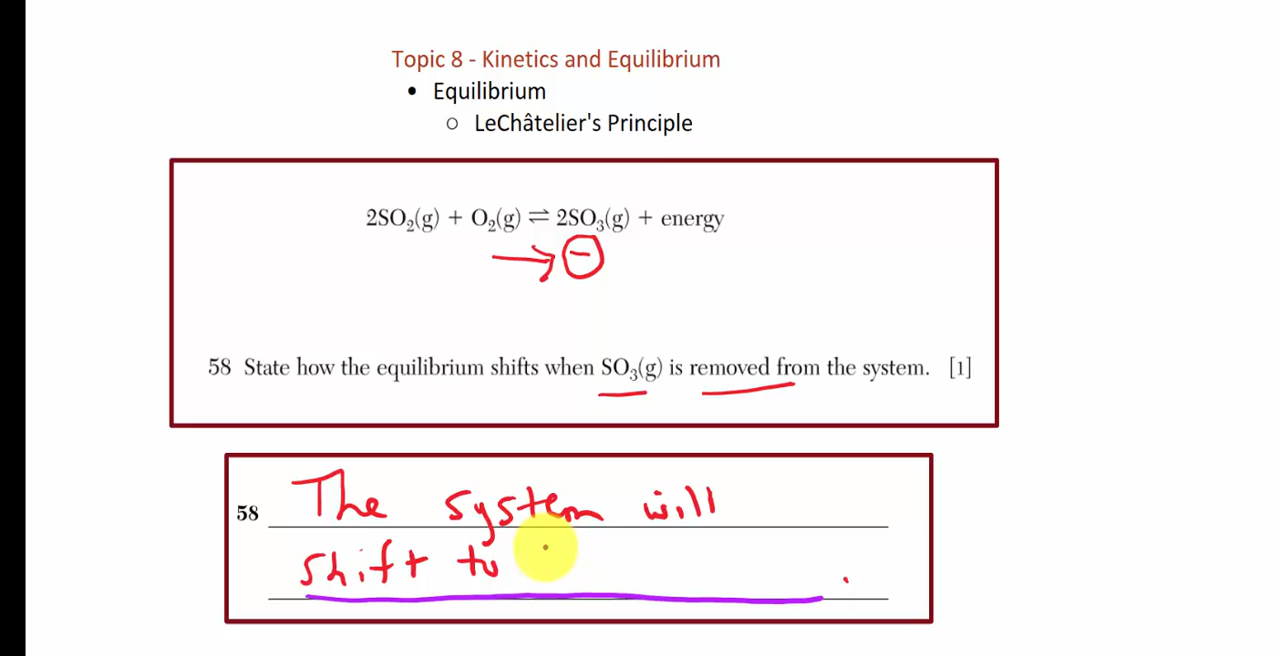 Topic 8 - Kinetics and Equilibrium
• Equilibrium
○ LeChâtelier's Principle
2SO₂(g) + O₂(g) ⇌ 2SO₃(g) + energy
→ ⊖
58 State how the equilibrium shifts when SO₃(g) is removed from the system. [1]
58 The system will
shift to .